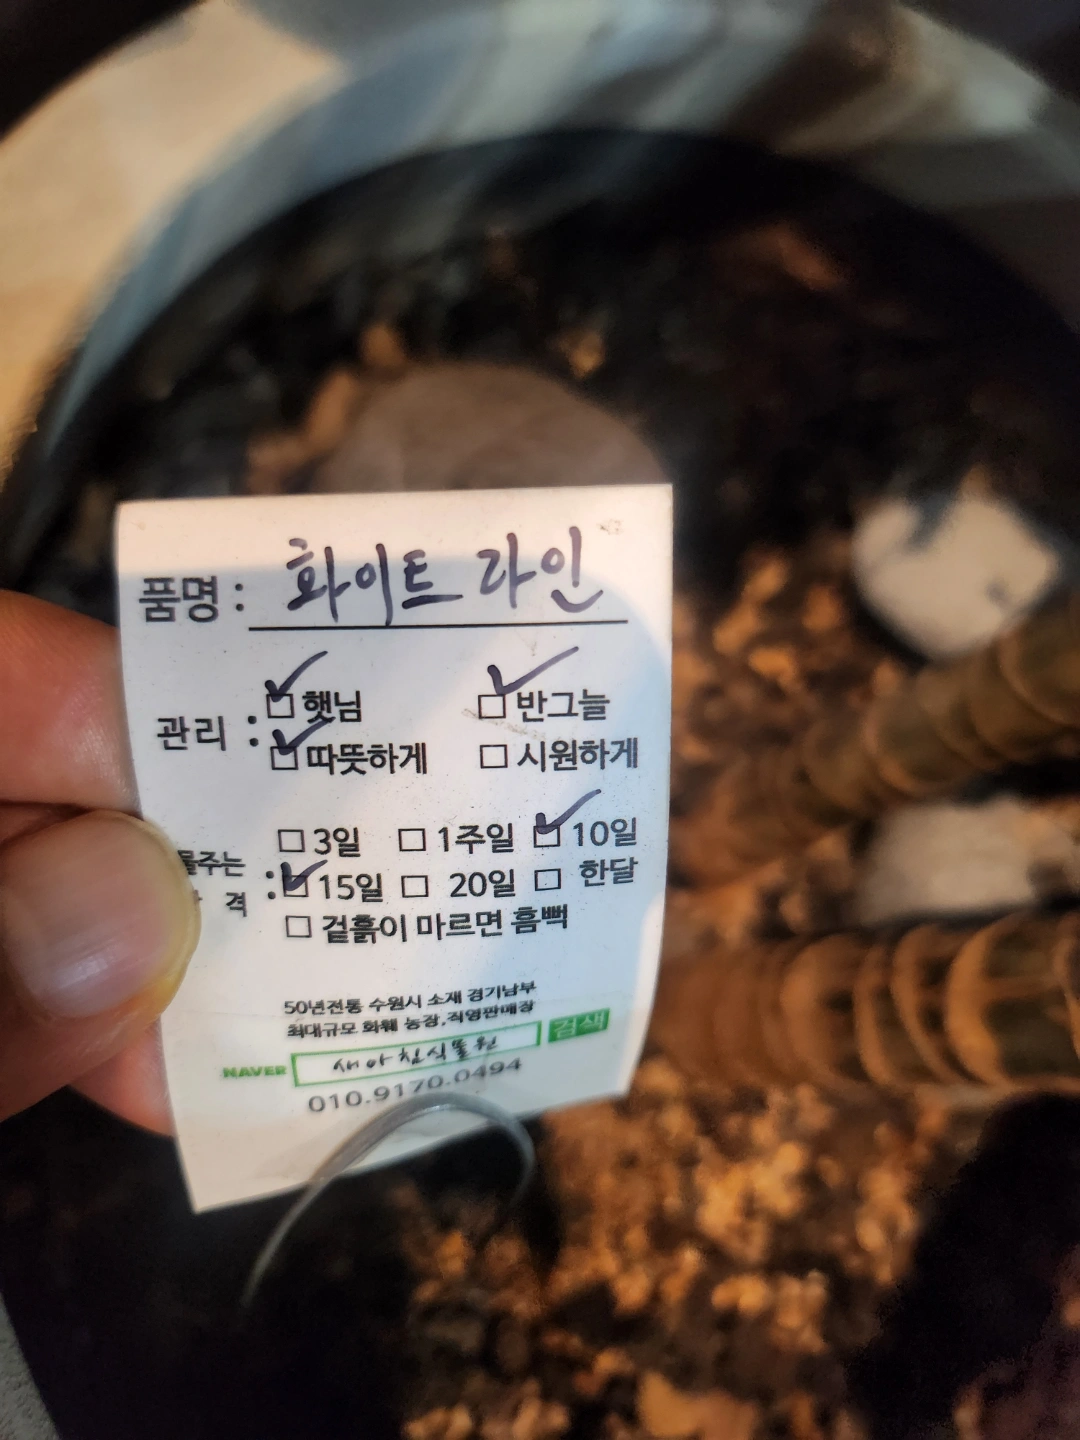 품명 : 화이트 라인
관리 : ☑ 햇님 ☑ 반그늘
☑ 따뜻하게 ☐ 시원하게
☐ 3일 ☐ 1주일 ☑ 10일
물주는
격 : ☑ 15일 ☐ 20일 ☐ 한달
☐ 겉흙이 마르면 흠뻑
50년전통 수원시 소재 경기남부
최대규모 화훼 농장,직영판매장
NAVER 새아침식물원 검색
010.9170.0494